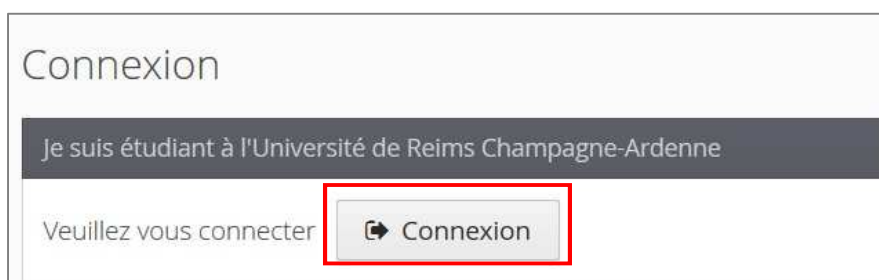 Connexion
Je suis étudiant à l'Université de Reims Champagne-Ardenne
Veuillez vous connecter Connexion